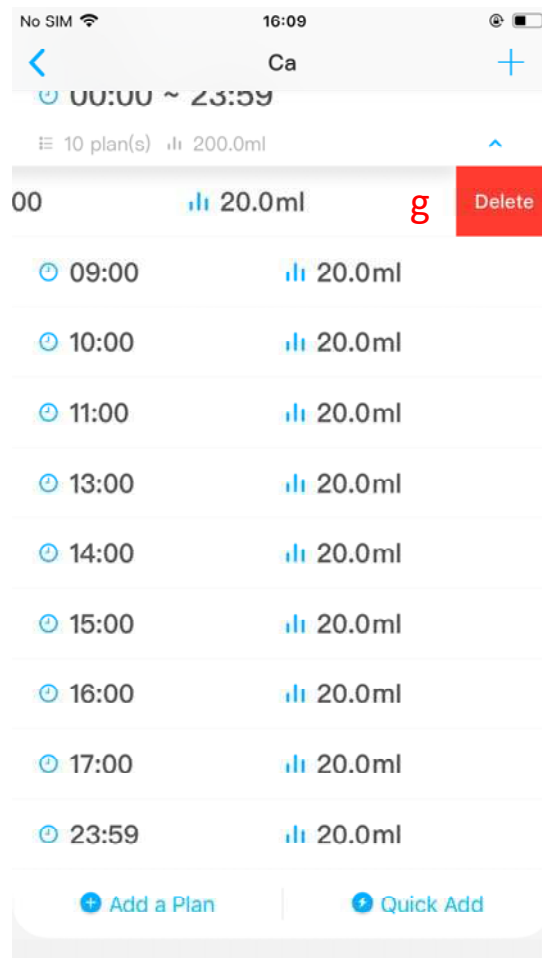 No SIM 16:09
Ca
00:00 ~ 23:59
10 plan(s) 200.0ml
00 20.0ml g Delete
09:00 20.0ml
10:00 20.0ml
11:00 20.0ml
13:00 20.0ml
14:00 20.0ml
15:00 20.0ml
16:00 20.0ml
17:00 20.0ml
23:59 20.0ml
Add a Plan Quick Add